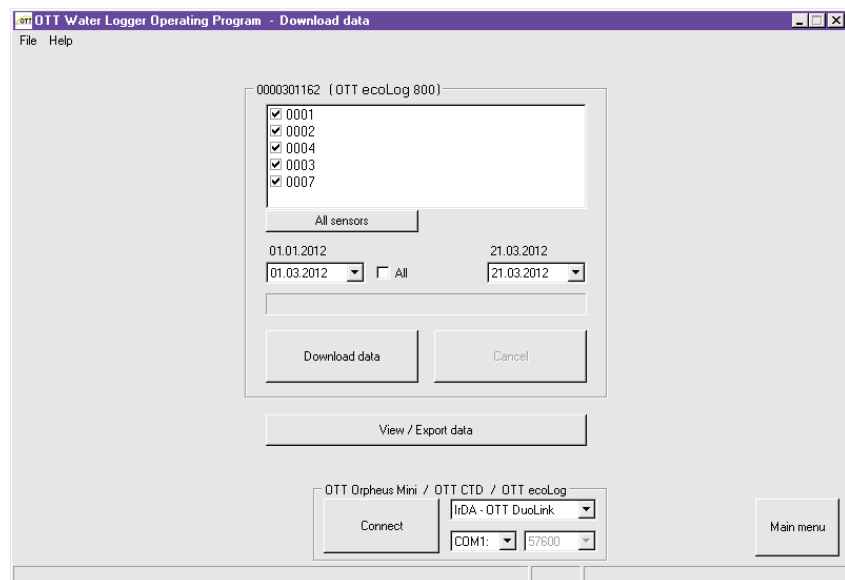 OTT OTT Water Logger Operating Program - Download data
File Help
0000301162 (OTT ecoLog 800)
0001
0002
0004
0003
0007
All sensors
01.01.2012 21.03.2012
01.03.2012 All 21.03.2012
Download data Cancel
View / Export data
OTT Orpheus Mini / OTT CTD / OTT ecoLog
Connect IrDA - OTT DuoLink
COM1: 57600
Main menu